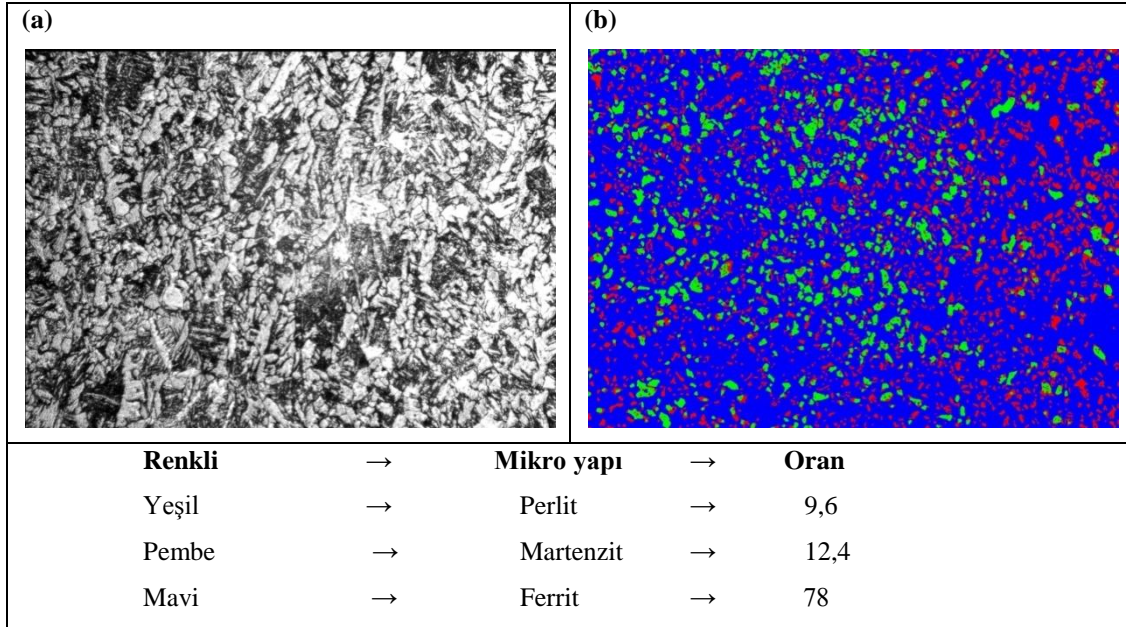 (a) (b)
Renkli → Mikro yapı → Oran
Yeşil → Perlit → 9,6
Pembe → Martenzit → 12,4
Mavi → Ferrit → 78